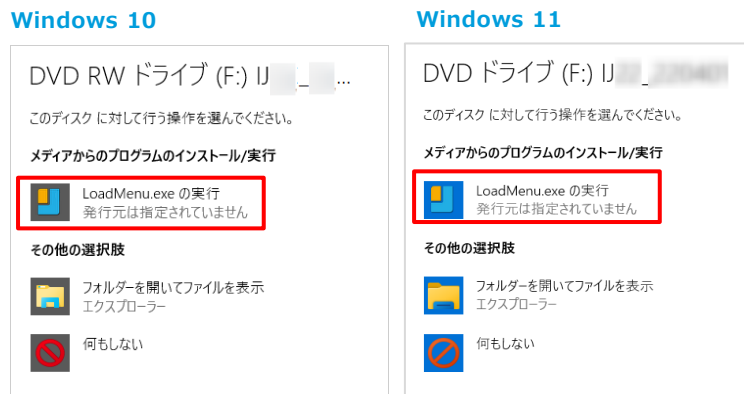 Windows 10
DVD RW ドライブ (F:) IJ _ ...
このディスク に対して行う操作を選んでください。
メディアからのプログラムのインストール/実行
LoadMenu.exe の実行
発行元は指定されていません
その他の選択肢
フォルダーを開いてファイルを表示
エクスプローラー
何もしない
Windows 11
DVD ドライブ (F:) IJ
このディスク に対して行う操作を選んでください。
メディアからのプログラムのインストール/実行
LoadMenu.exe の実行
発行元は指定されていません
その他の選択肢
フォルダーを開いてファイルを表示
エクスプローラー
何もしない